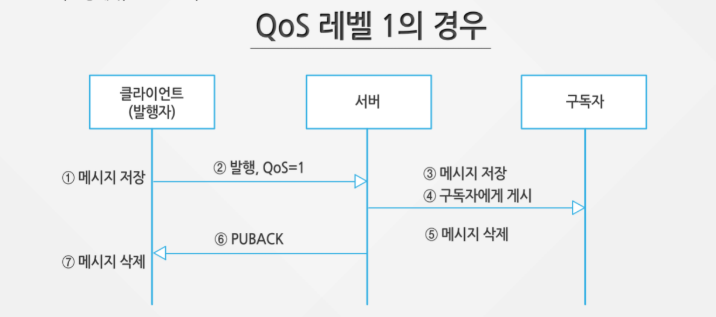 QoS 레벨 1의 경우
클라이언트
(발행자)
서버
구독자
① 메시지 저장
② 발행, QoS=1
③ 메시지 저장
④ 구독자에게 게시
⑤ 메시지 삭제
⑥ PUBACK
⑦ 메시지 삭제